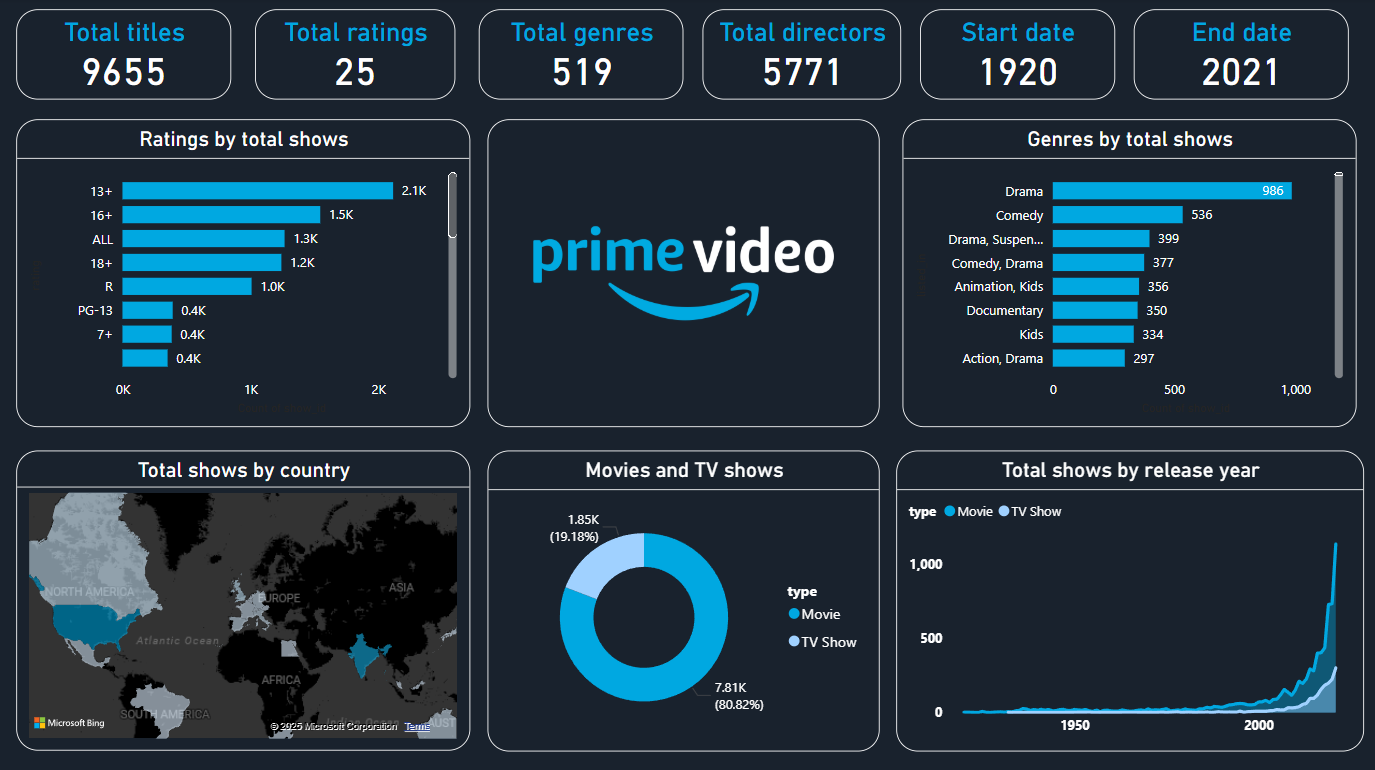 Total titles
9655
Total ratings
25
Total genres
519
Total directors
5771
Start date
1920
End date
2021
Ratings by total shows
13+ 2.1K
16+ 1.5K
ALL 1.3K
18+ 1.2K
R 1.0K
PG-13 0.4K
7+ 0.4K
0.4K
0K 1K 2K
prime video
Genres by total shows
Drama 986
Comedy 536
Drama, Suspen... 399
Comedy, Drama 377
Animation, Kids 356
Documentary 350
Kids 334
Action, Drama 297
0 500 1,000
Total shows by country
NORTH AMERICA
EUROPE
ASIA
Atlantic Ocean
AFRICA
SOUTH AMERICA
Indian Ocean
AUST
Microsoft Bing
© 2025 Microsoft Corporation Terms
Movies and TV shows
1.85K
(19.18%)
type
Movie
TV Show
7.81K
(80.82%)
Total shows by release year
type Movie TV Show
1,000
500
0
1950 2000